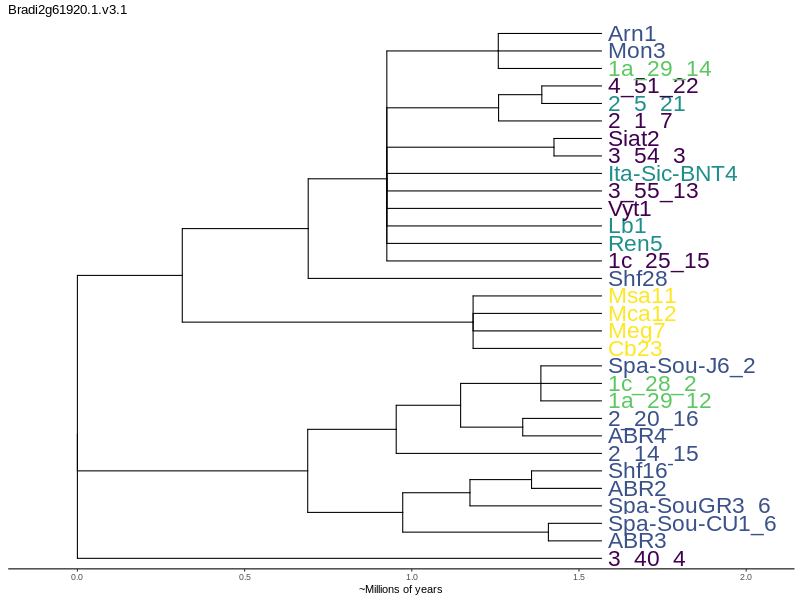 Bradi2g61920.1.v3.1
Arn1
Mon3
1a_29_14
4_51_22
2_5_21
2_1_7
Siat2
3_54_3
Ita-Sic-BNT4
3_55_13
Vyt1
Lb1
Ren5
1c_25_15
Shf28
Msa11
Mca12
Meg7
Cb23
Spa-Sou-J6_2
1c_28_2
1a_29_12
2_20_16
ABR4
2_14_15
Shf16
ABR2
Spa-SouGR3_6
Spa-Sou-CU1_6
ABR3
3_40_4
0.0 0.5 1.0 1.5 2.0
~Millions of years